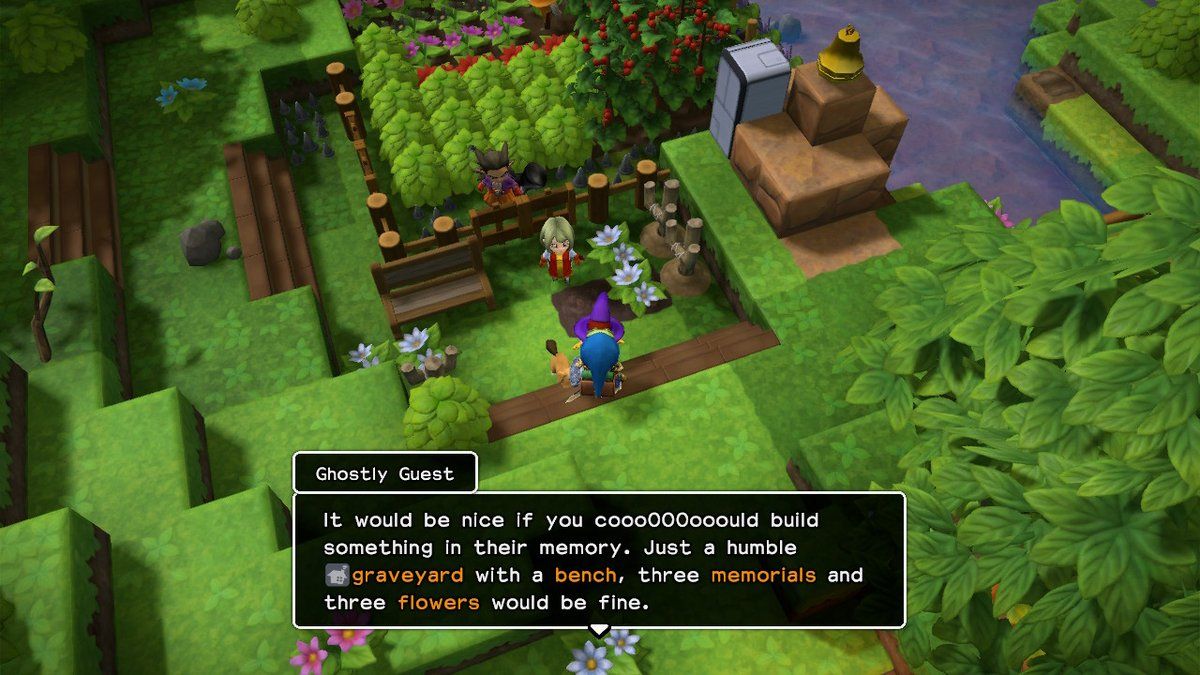 Ghostly Guest
It would be nice if you cooo000ooould build
something in their memory. Just a humble
graveyard with a bench, three memorials and
three flowers would be fine.